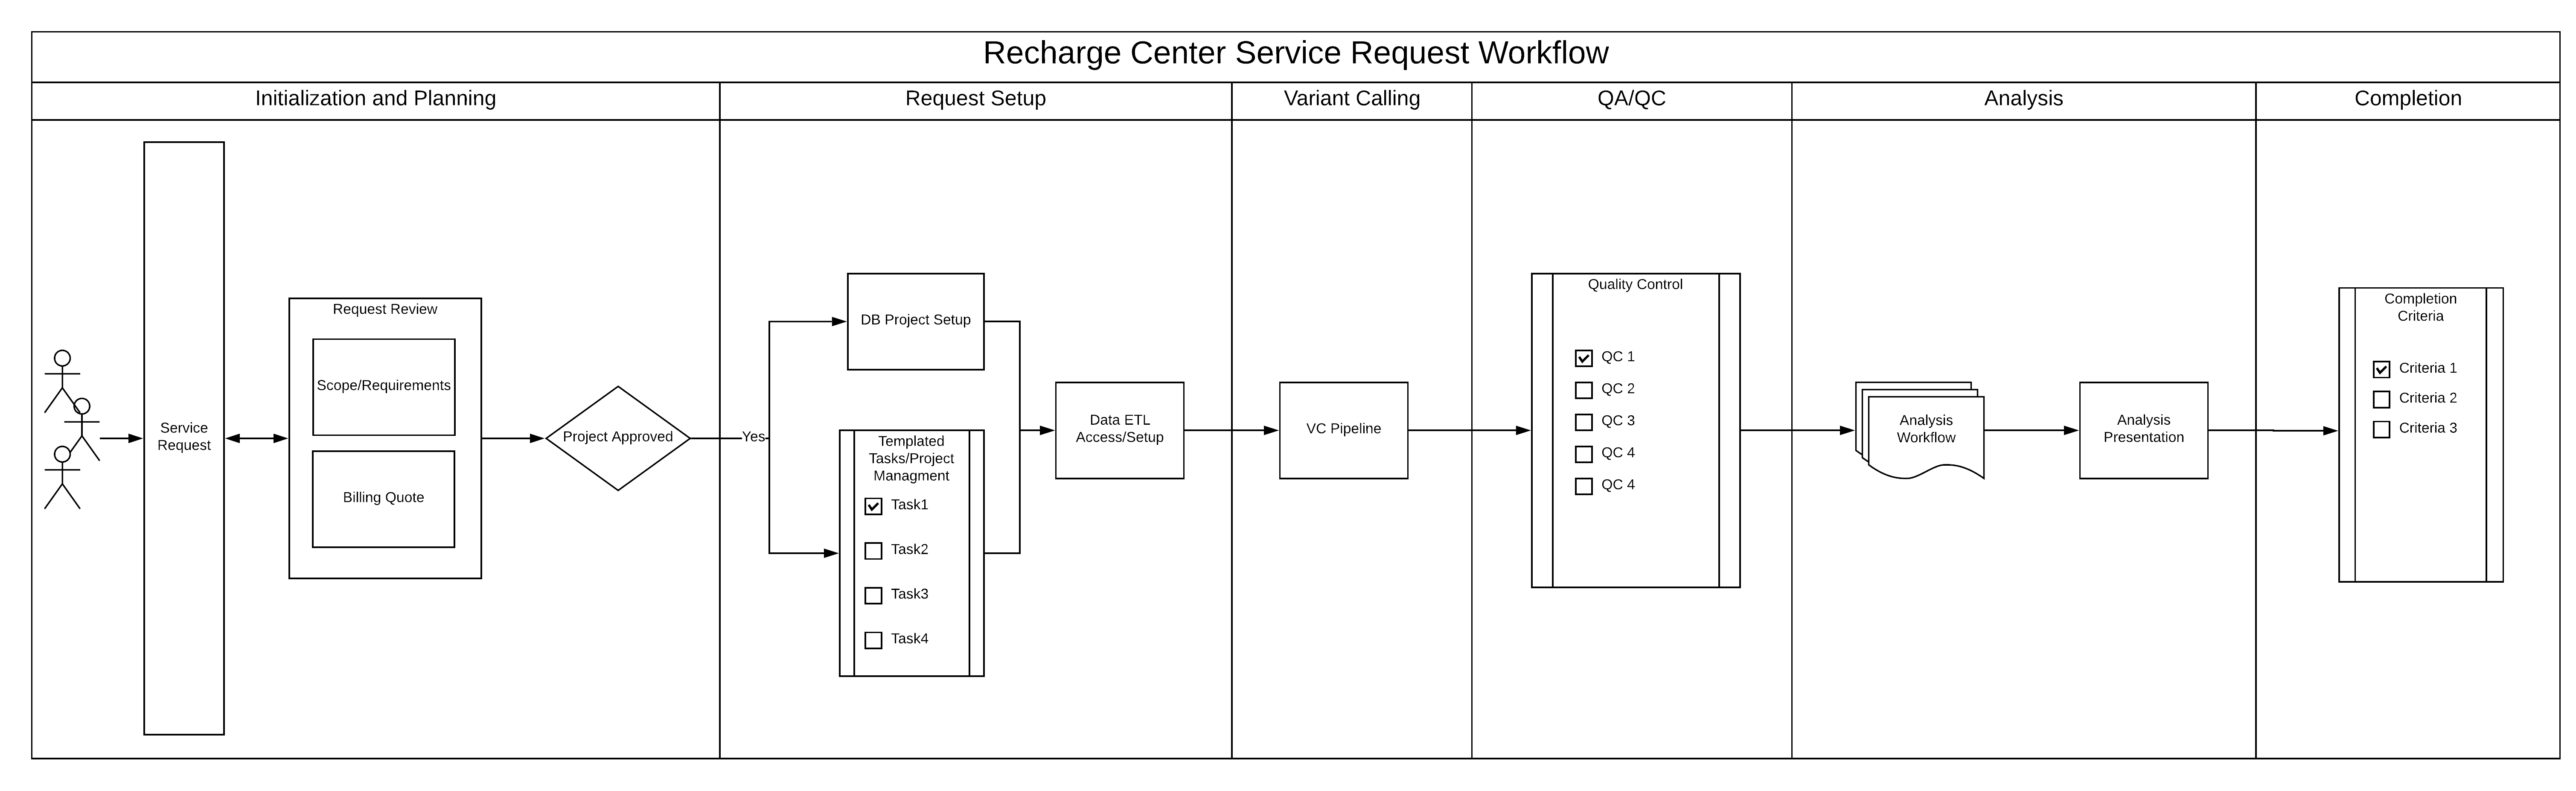 Recharge Center Service Request Workflow
Initialization and Planning
Request Setup
Variant Calling
QA/QC
Analysis
Completion
Service
Request
Request Review
Scope/Requirements
Billing Quote
Project Approved
Yes
DB Project Setup
Templated
Tasks/Project
Managment
Task1
Task2
Task3
Task4
Data ETL
Access/Setup
VC Pipeline
Quality Control
QC 1
QC 2
QC 3
QC 4
QC 4
Analysis
Workflow
Analysis
Presentation
Completion
Criteria
Criteria 1
Criteria 2
Criteria 3